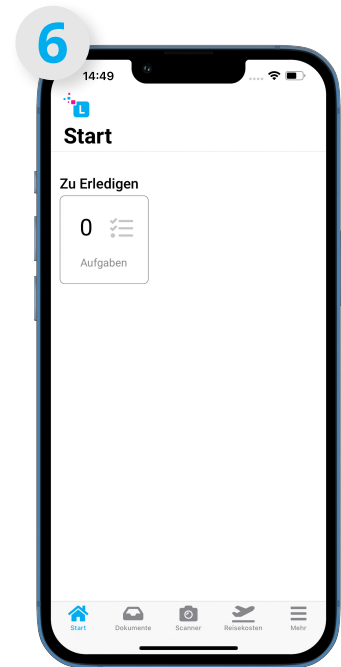 6
14:49
L
Start
Zu Erledigen
0
Aufgaben
Start Dokumente Scanner Reisekosten Mehr